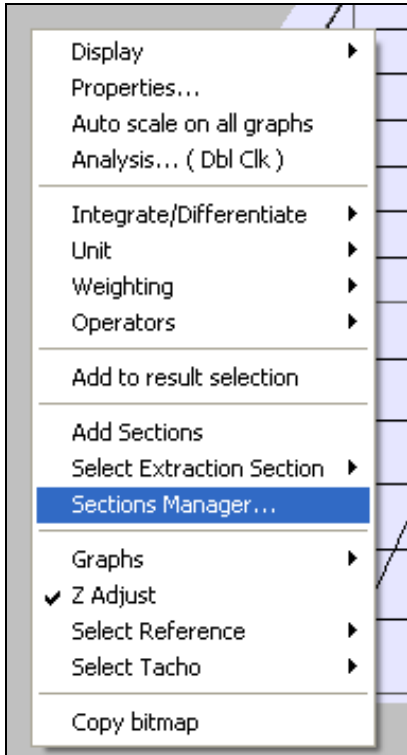 Display
Properties...
Auto scale on all graphs
Analysis... ( Dbl Clk )
Integrate/Differentiate
Unit
Weighting
Operators
Add to result selection
Add Sections
Select Extraction Section
Sections Manager...
Graphs
Z Adjust
Select Reference
Select Tacho
Copy bitmap